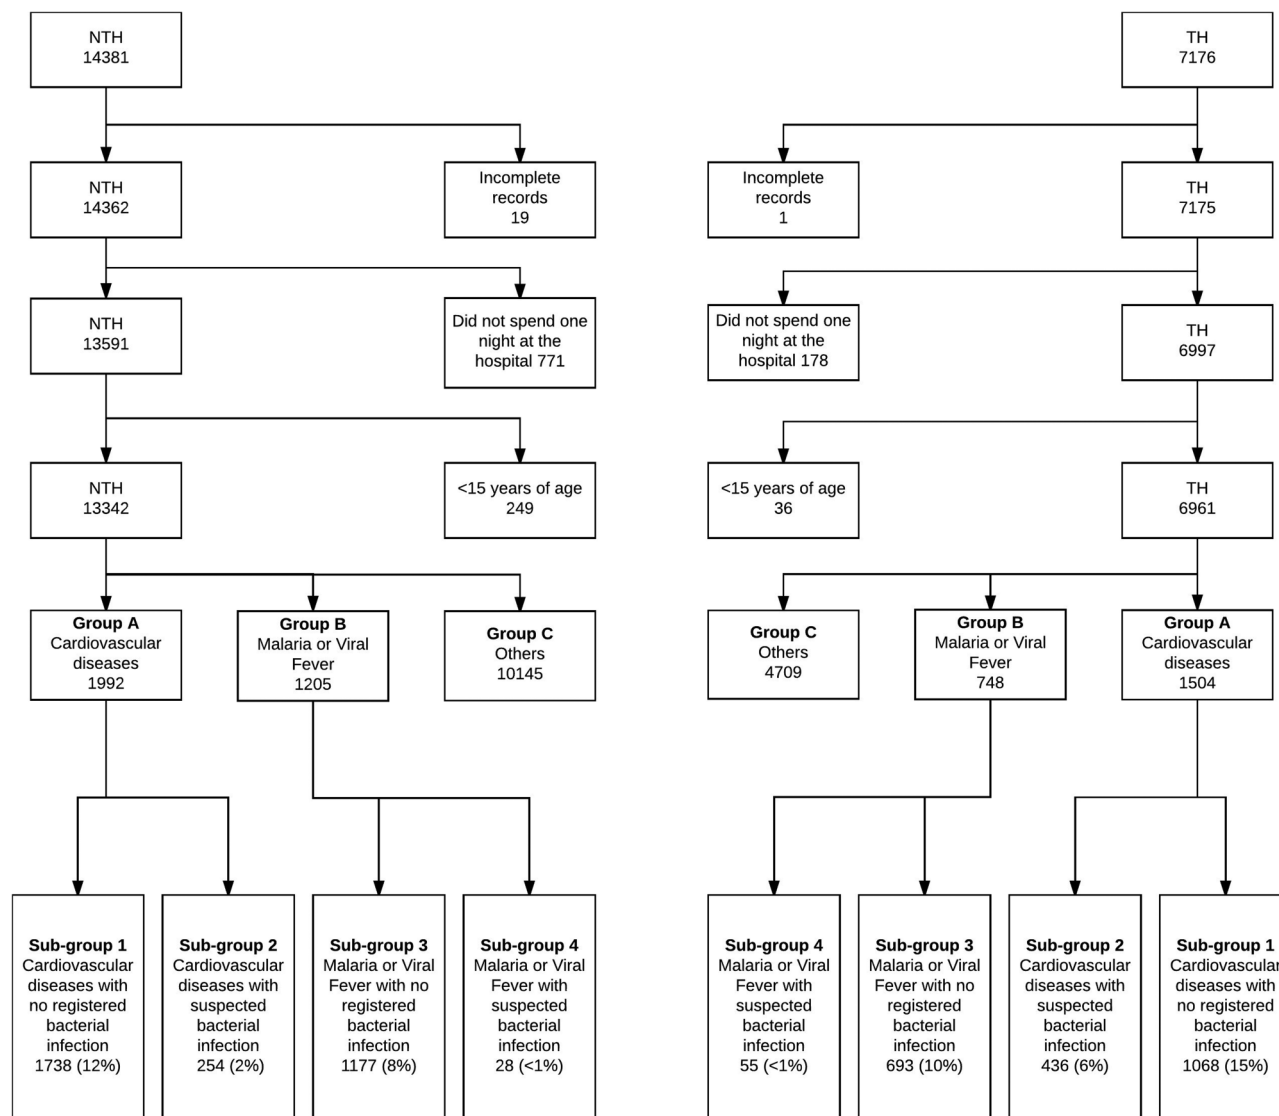 NTH
14381
TH
7176
NTH
14362
Incomplete
records
19
Incomplete
records
1
TH
7175
NTH
13591
Did not spend one
night at the
hospital 771
Did not spend one
night at the
hospital 178
TH
6997
NTH
13342
<15 years of age
249
<15 years of age
36
TH
6961
Group A
Cardiovascular
diseases
1992
Group B
Malaria or Viral
Fever
1205
Group C
Others
10145
Group C
Others
4709
Group B
Malaria or Viral
Fever
748
Group A
Cardiovascular
diseases
1504
Sub-group 1
Cardiovascular
diseases with
no registered
bacterial
infection
1738 (12%)
Sub-group 2
Cardiovascular
diseases with
suspected
bacterial
infection
254 (2%)
Sub-group 3
Malaria or Viral
Fever with no
registered
bacterial
infection
1177 (8%)
Sub-group 4
Malaria or Viral
Fever with
suspected
bacterial
infection
28 (<1%)
Sub-group 4
Malaria or Viral
Fever with
suspected
bacterial
infection
55 (<1%)
Sub-group 3
Malaria or Viral
Fever with no
registered
bacterial
infection
693 (10%)
Sub-group 2
Cardiovascular
diseases with
suspected
bacterial
infection
436 (6%)
Sub-group 1
Cardiovascular
diseases with
no registered
bacterial
infection
1068 (15%)